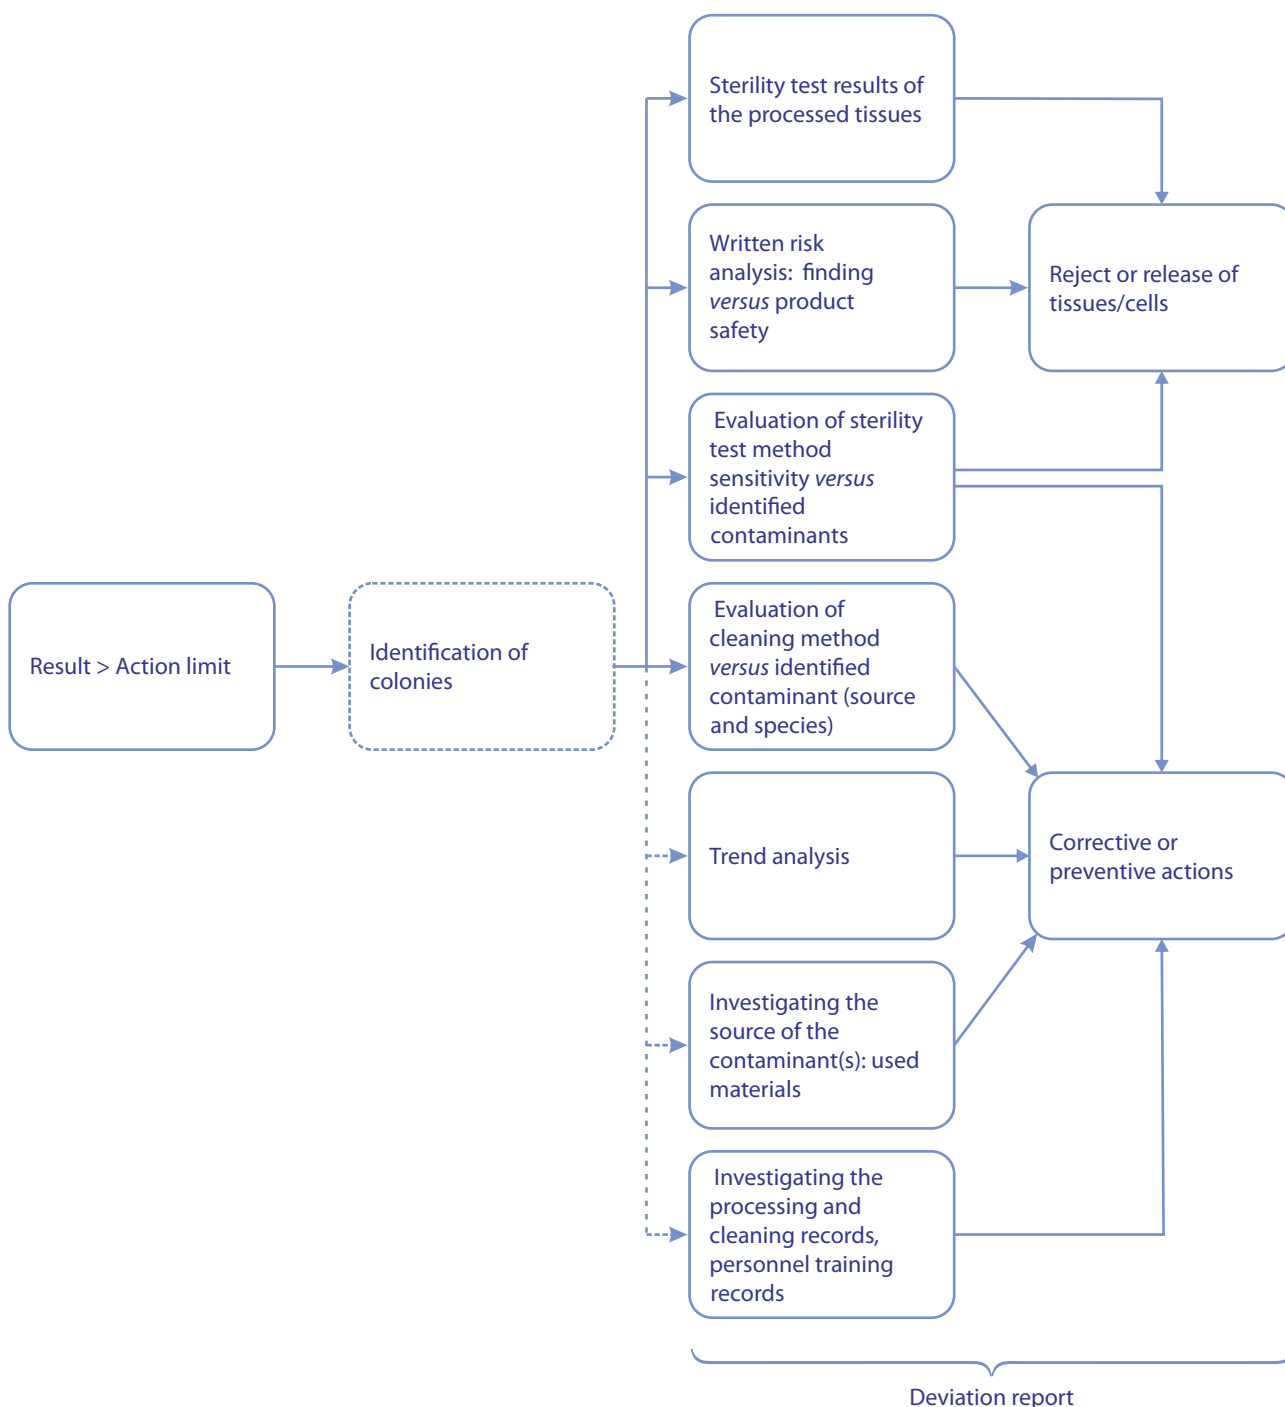 Sterility test results of
the processed tissues
Written risk
analysis: finding
versus product
safety
Reject or release of
tissues/cells
Evaluation of sterility
test method
sensitivity versus
identified
contaminants
Result > Action limit
Identification of
colonies
Evaluation of
cleaning method
versus identified
contaminant (source
and species)
Trend analysis
Corrective or
preventive actions
Investigating the
source of the
contaminant(s): used
materials
Investigating the
processing and
cleaning records,
personnel training
records
Deviation report